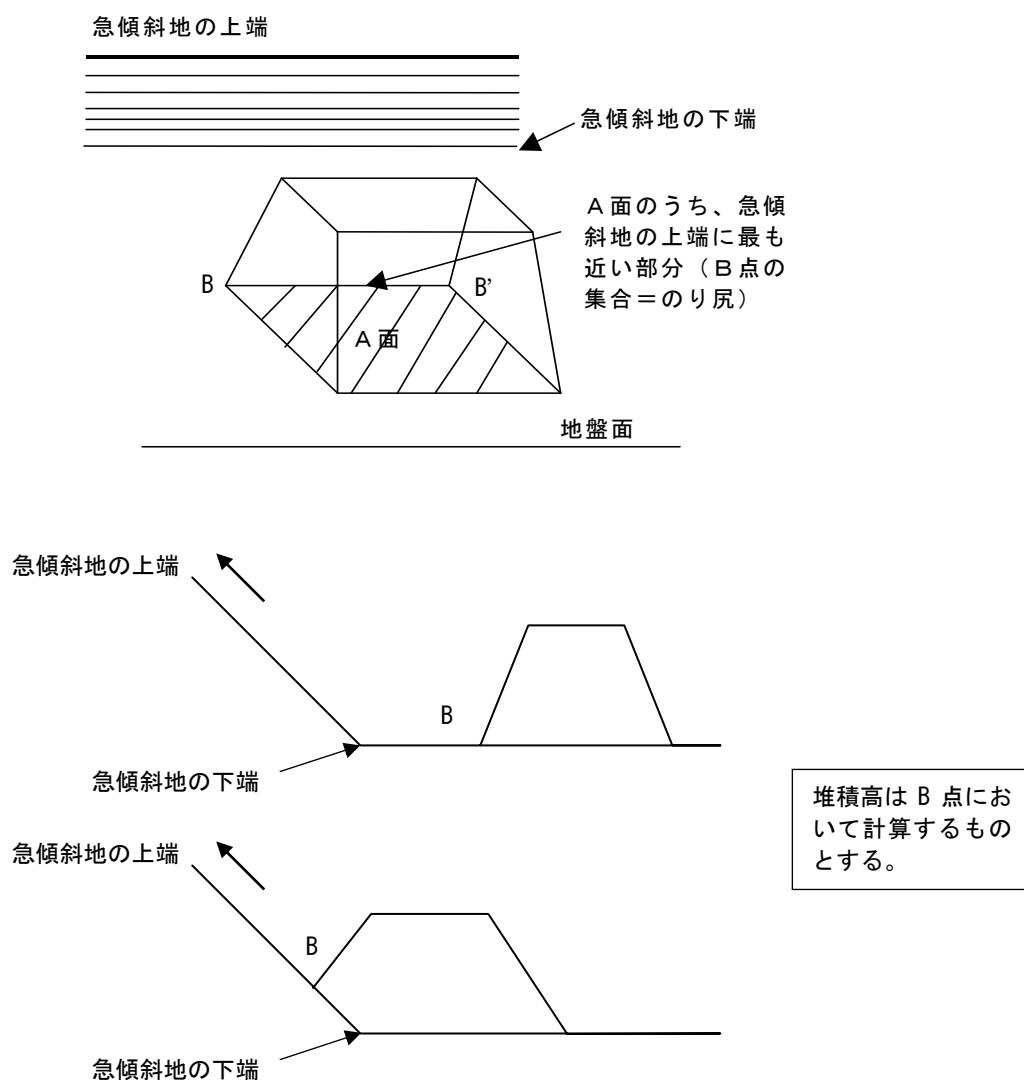 急傾斜地の上端
急傾斜地の下端
A面のうち、急傾
斜地の上端に最も
近い部分（B点の
集合＝のり尻）
B
B’
A面
地盤面
急傾斜地の上端
B
急傾斜地の下端
堆積高は B 点にお
いて計算するもの
とする。
急傾斜地の上端
B
急傾斜地の下端